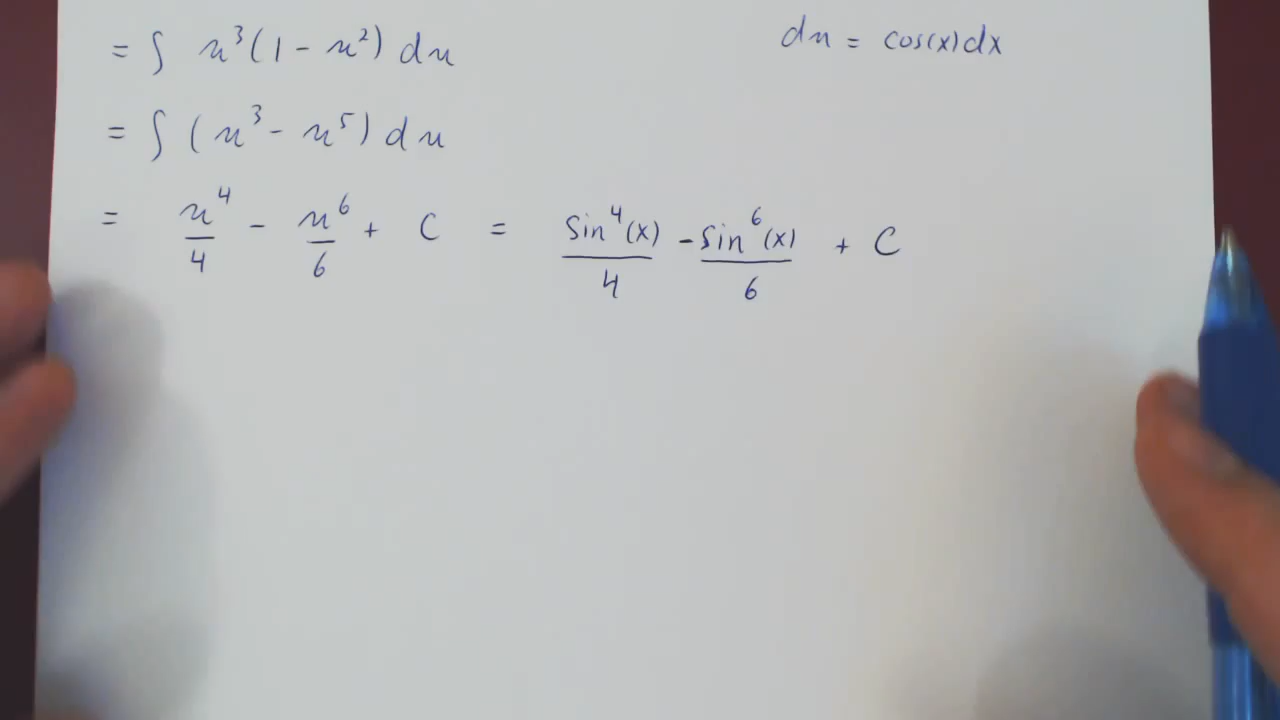 = ∫ u³(1 - u²) du
du = cos(x)dx
= ∫ (u³ - u⁵) du
= u⁴/4 - u⁶/6 + C = sin⁴(x)/4 - sin⁶(x)/6 + C